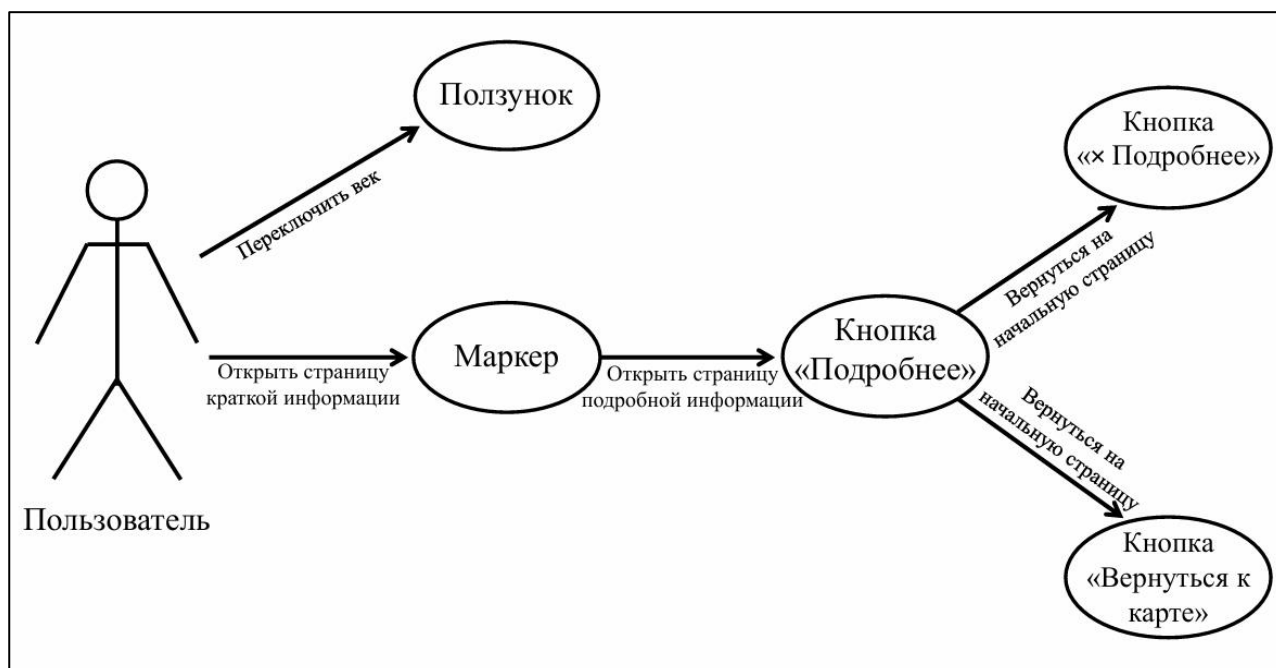 Ползунок
Кнопка
«× Подробнее»
Переключить век
Вернуться на
начальную страницу
Маркер
Кнопка
«Подробнее»
Открыть страницу
краткой информации
Открыть страницу
подробной информации
Вернуться на
начальную страницу
Пользователь
Кнопка
«Вернуться к
карте»